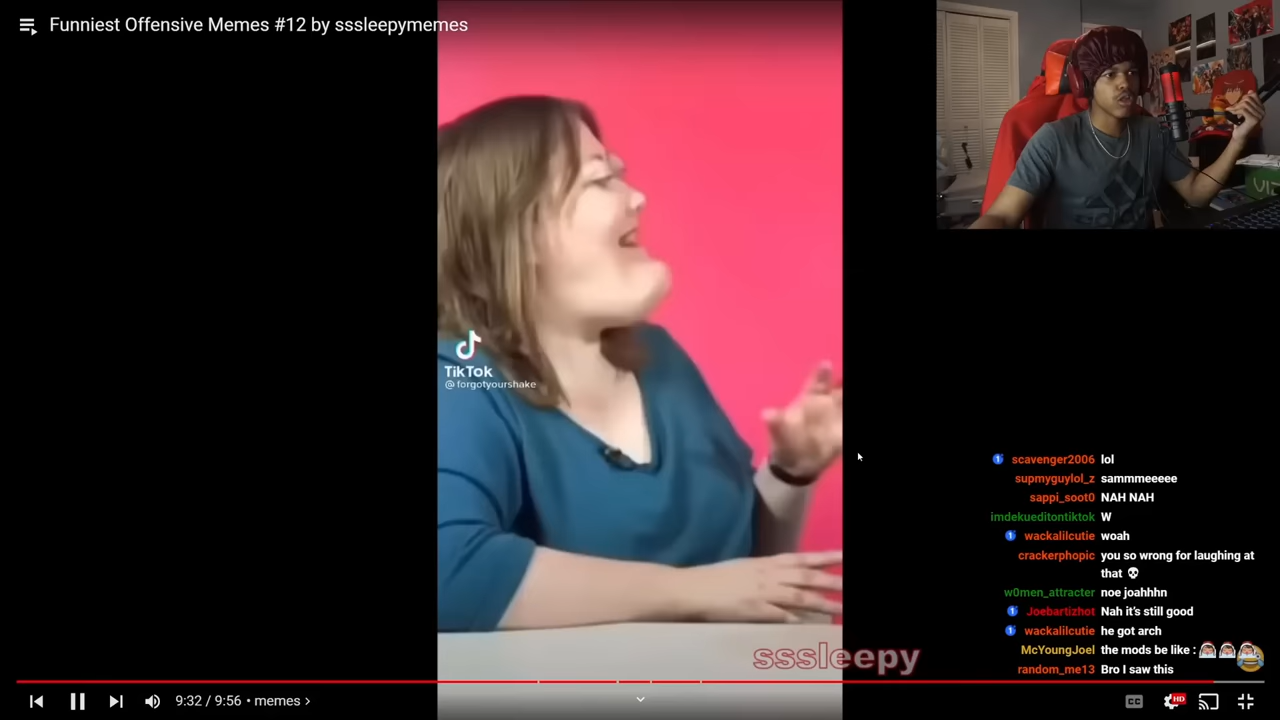 Funniest Offensive Memes #12 by sssleepymemes
TikTok
@forgotyourshake
scavenger2006 lol
supmyguylol_z sammmeeeee
sappi_soot0 NAH NAH
imdekueditontiktok W
wackalilcutie woah
crackerphopic you so wrong for laughing at
that 💀
w0men_attracter noe joahhhn
Joebartizhot Nah it's still good
wackalilcutie he got arch
McYoungJoel the mods be like :
random_me13 Bro I saw this
sssleepy
9:32 / 9:56 • memes
CC
HD